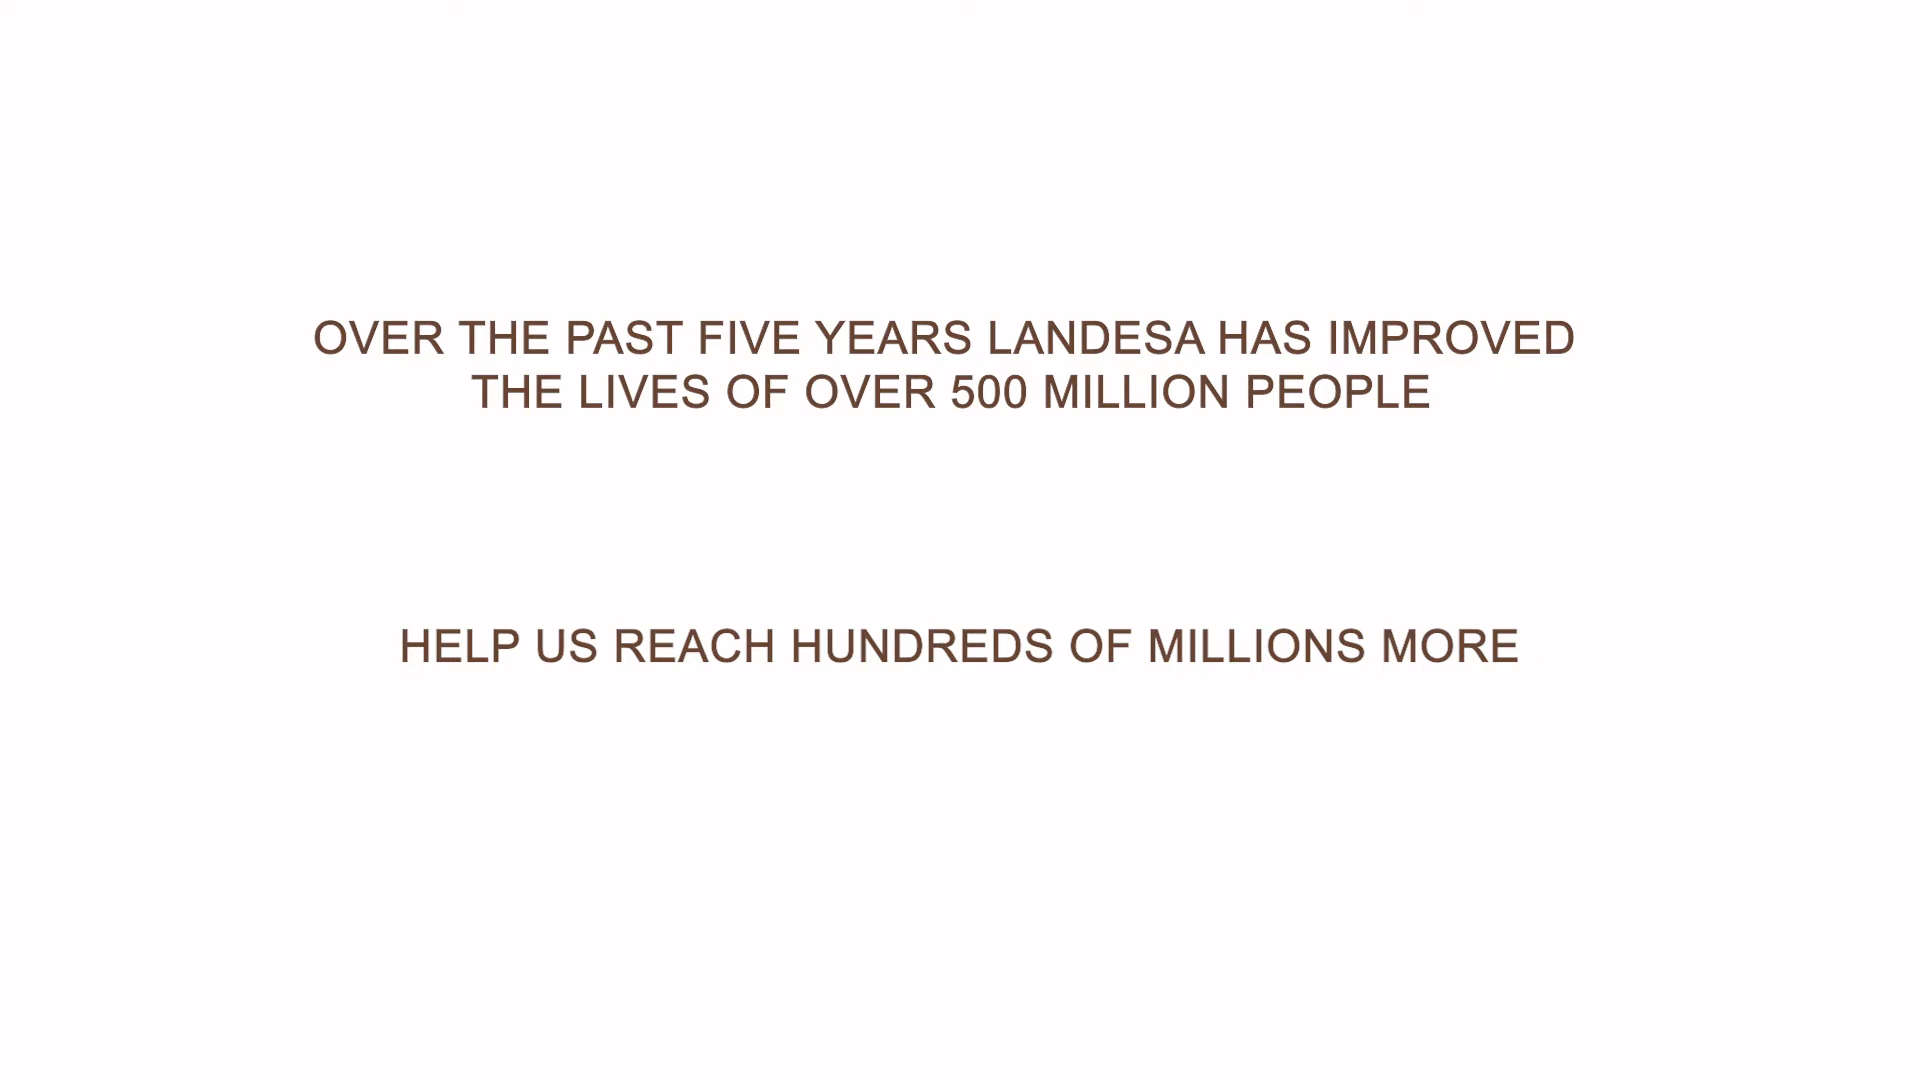 OVER THE PAST FIVE YEARS LANDESA HAS IMPROVED
THE LIVES OF OVER 500 MILLION PEOPLE
HELP US REACH HUNDREDS OF MILLIONS MORE